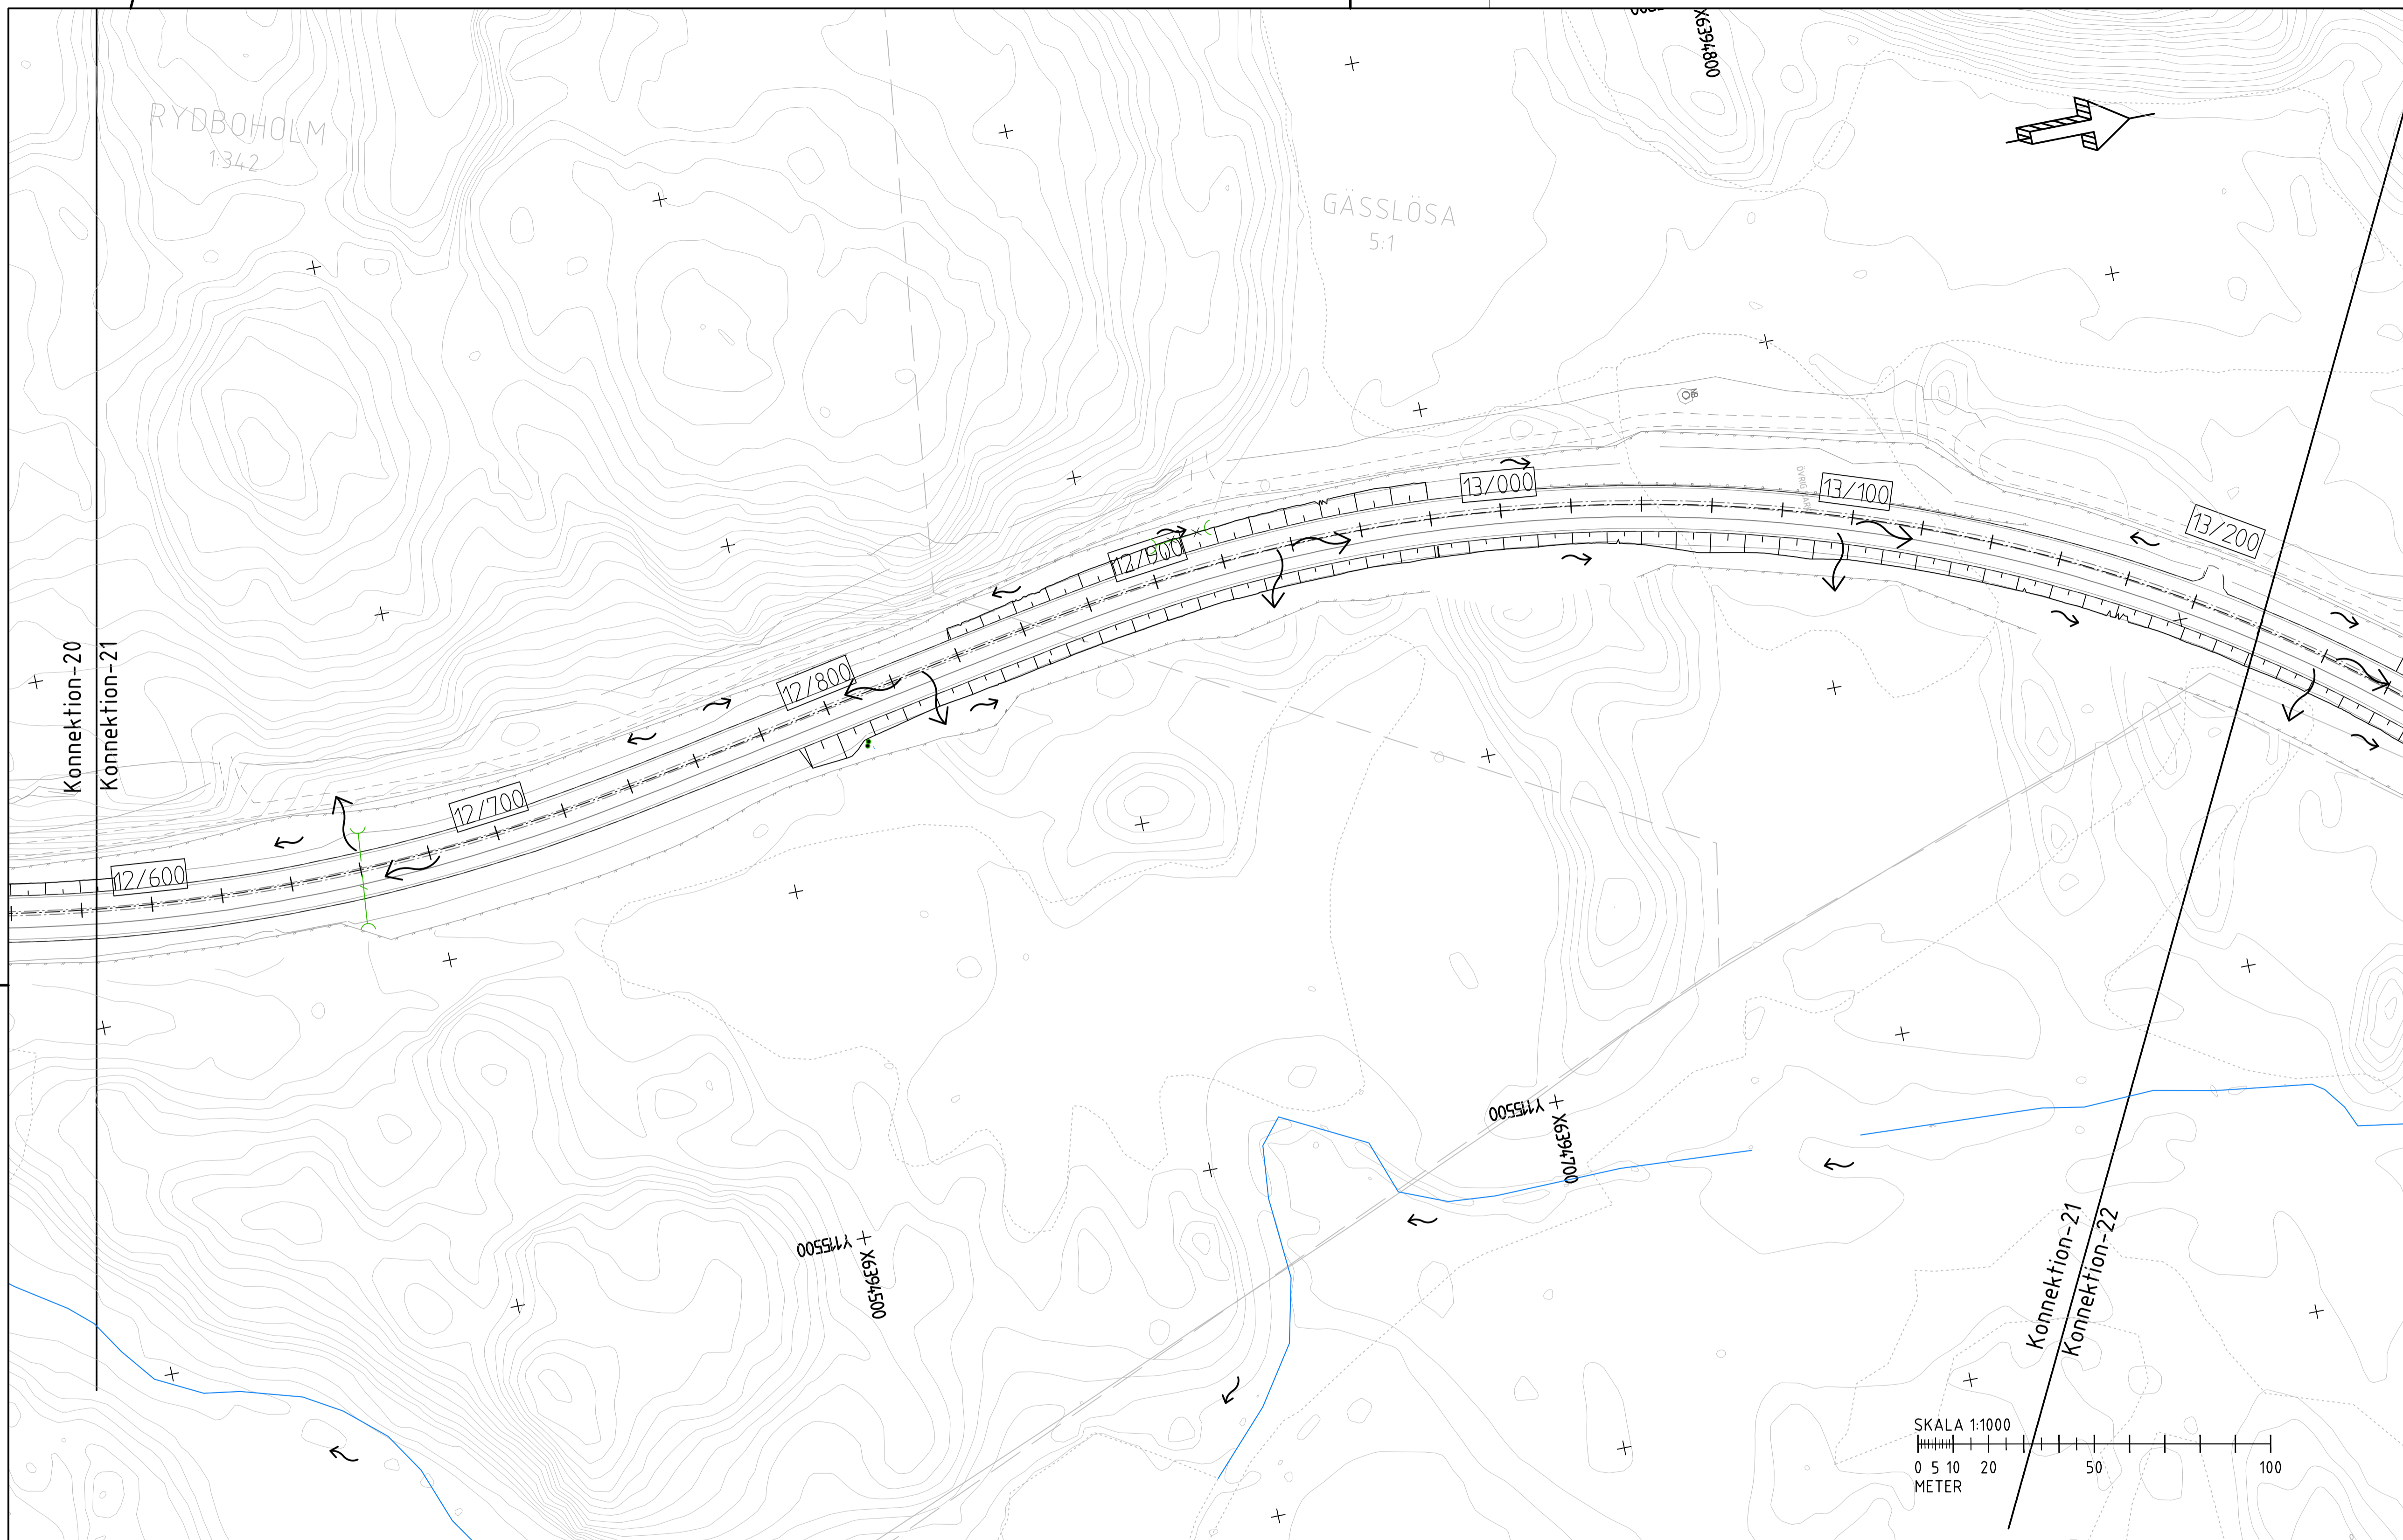 X6394800
RYDBOHOLM
1:342
GÄSSLÖSA
5:1
13/000
13/100
13/200
12/900
12/800
12/700
12/600
Konnektion-20
Konnektion-21
Y115500
X6394700
Y115500
X6394500
Konnektion-21
Konnektion-22
SKALA 1:1000
0 5 10 20 50 100
METER